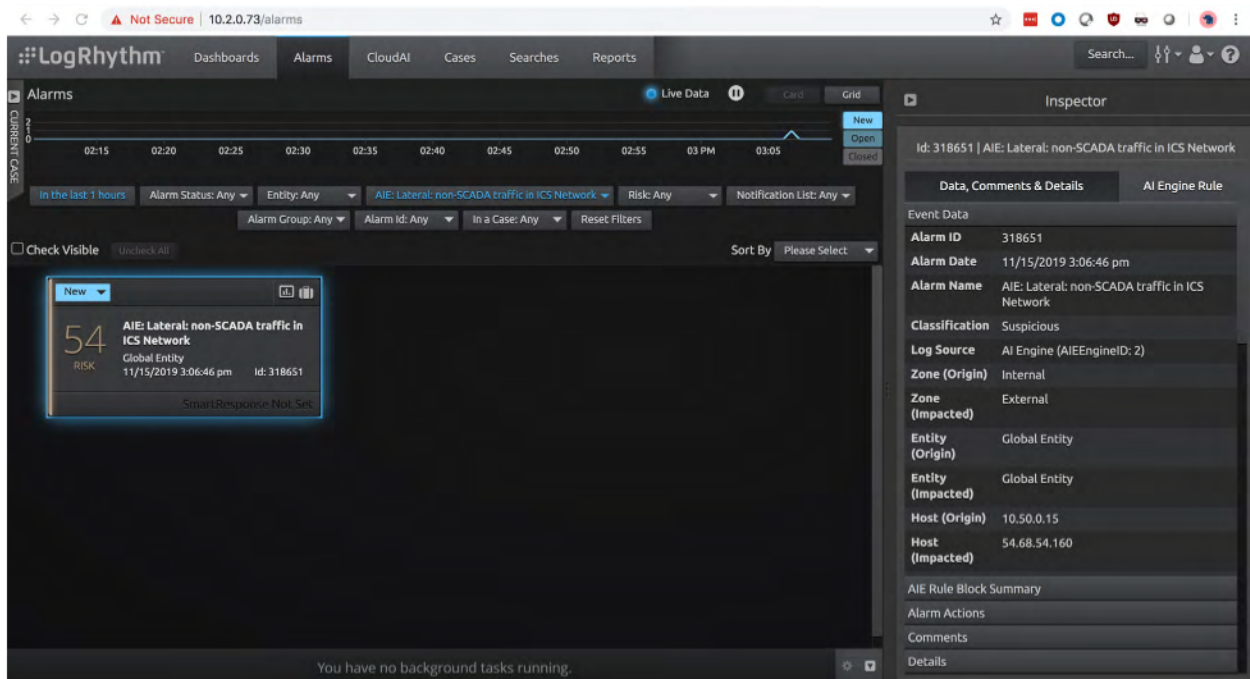 Not Secure | 10.2.0.73/alarms
LogRhythm Dashboards Alarms CloudAI Cases Searches Reports Search...
CURRENT CASE
Alarms Live Data Card Grid
2
1
0
New
Open
Closed
02:15 02:20 02:25 02:30 02:35 02:40 02:45 02:50 02:55 03 PM 03:05
In the last 1 hours Alarm Status: Any Entity: Any AIE: Lateral: non-SCADA traffic in ICS Network Risk: Any Notification List: Any
Alarm Group: Any Alarm Id: Any In a Case: Any Reset Filters
Check Visible Uncheck All Sort By Please Select
New
54
RISK
AIE: Lateral: non-SCADA traffic in
ICS Network
Global Entity
11/15/2019 3:06:46 pm Id: 318651
SmartResponse Not Set
You have no background tasks running.
Inspector
Id: 318651 | AIE: Lateral: non-SCADA traffic in ICS Network
Data, Comments & Details AI Engine Rule
Event Data
Alarm ID 318651
Alarm Date 11/15/2019 3:06:46 pm
Alarm Name AIE: Lateral: non-SCADA traffic in ICS
Network
Classification Suspicious
Log Source AI Engine (AIEEngineID: 2)
Zone (Origin) Internal
Zone External
(Impacted)
Entity Global Entity
(Origin)
Entity Global Entity
(Impacted)
Host (Origin) 10.50.0.15
Host 54.68.54.160
(Impacted)
AIE Rule Block Summary
Alarm Actions
Comments
Details